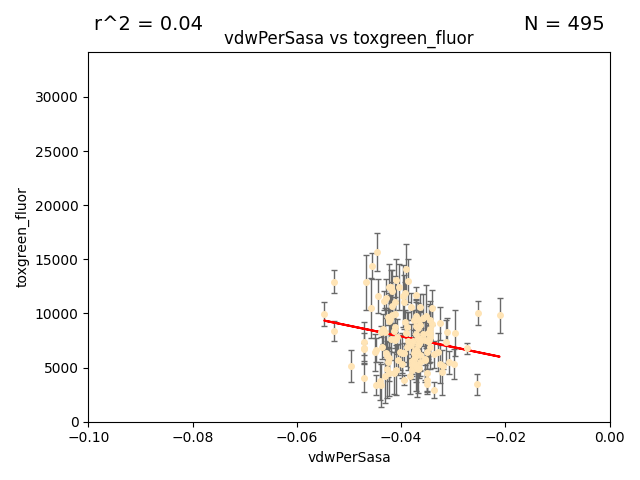 r^2 = 0.04
N = 495
vdwPerSasa vs toxgreen_fluor
30000
25000
20000
15000
10000
5000
0
toxgreen_fluor
−0.10
−0.08
−0.06
−0.04
−0.02
0.00
vdwPerSasa